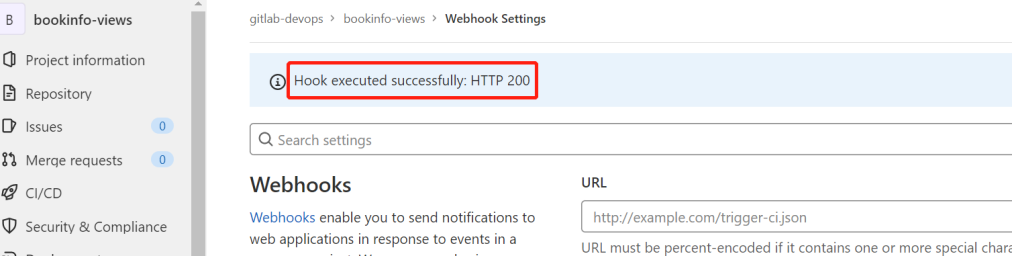 B bookinfo-views
Project information
Repository
Issues 0
Merge requests 0
CI/CD
Security & Compliance
gitlab-devops › bookinfo-views › Webhook Settings
Hook executed successfully: HTTP 200
Search settings
Webhooks
Webhooks enable you to send notifications to
web applications in response to events in a
URL
http://example.com/trigger-ci.json
URL must be percent-encoded if it contains one or more special chara